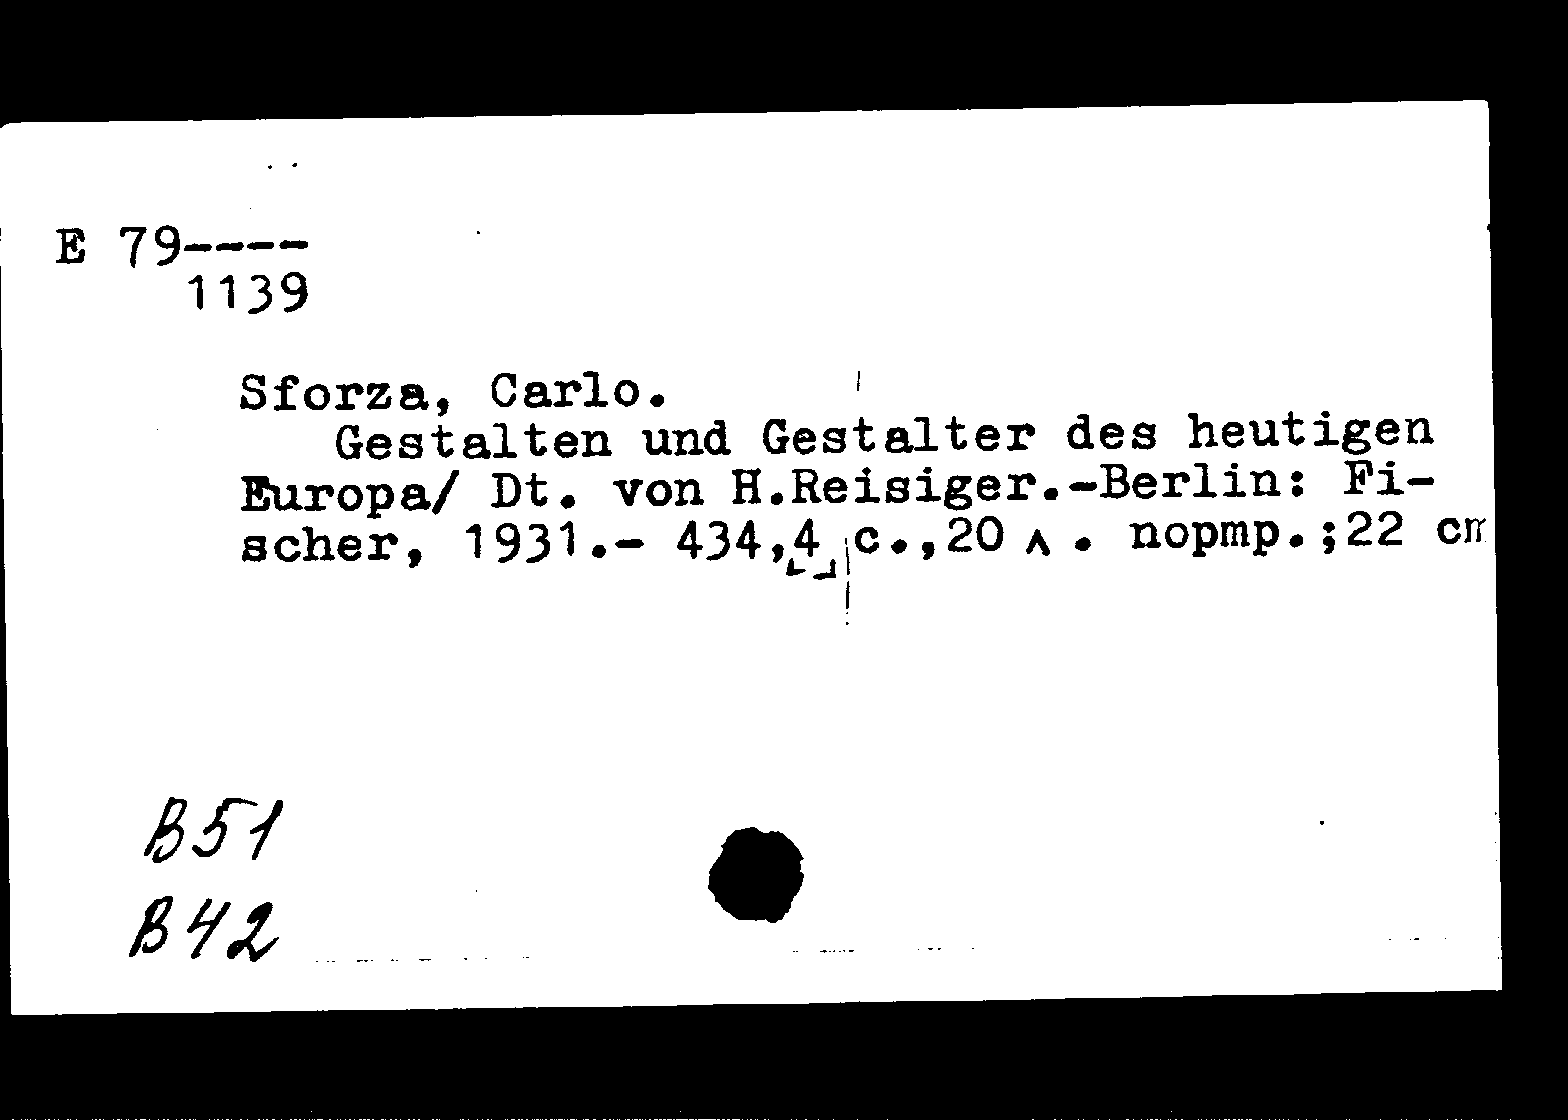 E 79----
1139
Sforza, Carlo.
Gestalten und Gestalter des heutigen
Europa/ Dt. von H.Reisiger.-Berlin: Fi-
scher, 1931.- 434,[4] с.,20 л. портр.;22 см
B51
B42